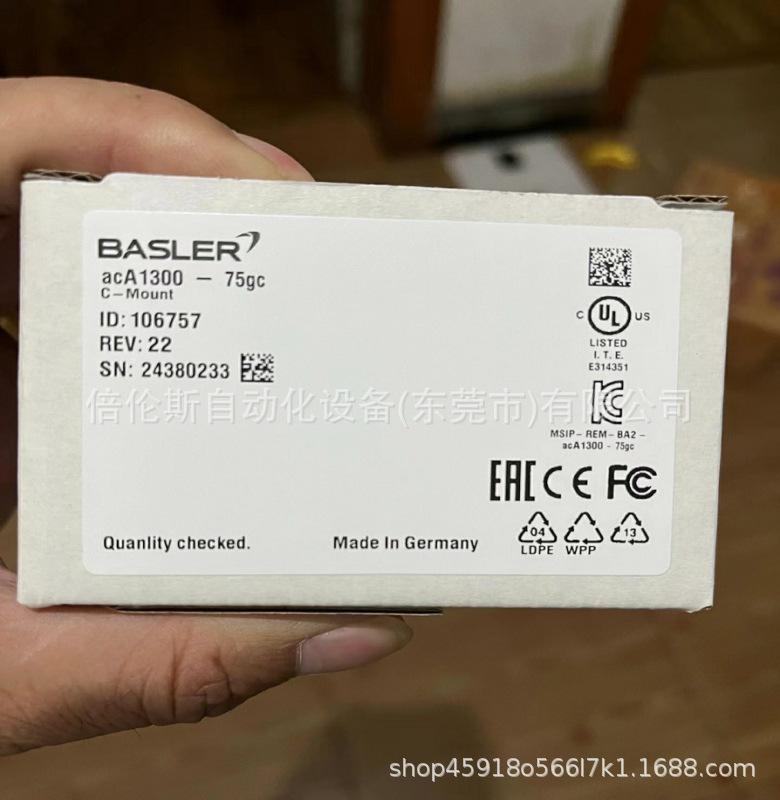 BASLER
acA1300 — 75gc
C-Mount
ID: 106757
REV: 22
SN: 24380233
C UL US
LISTED
I. T. E.
E314351
倍伦斯自动化设备(东莞市)有限公司
MSIP-REM-BA2-
acA1300-75gc
EAC CE FC
Quanlity checked.
Made In Germany
04
13
LDPE
WPP
shop45918o566l7k1.1688.com